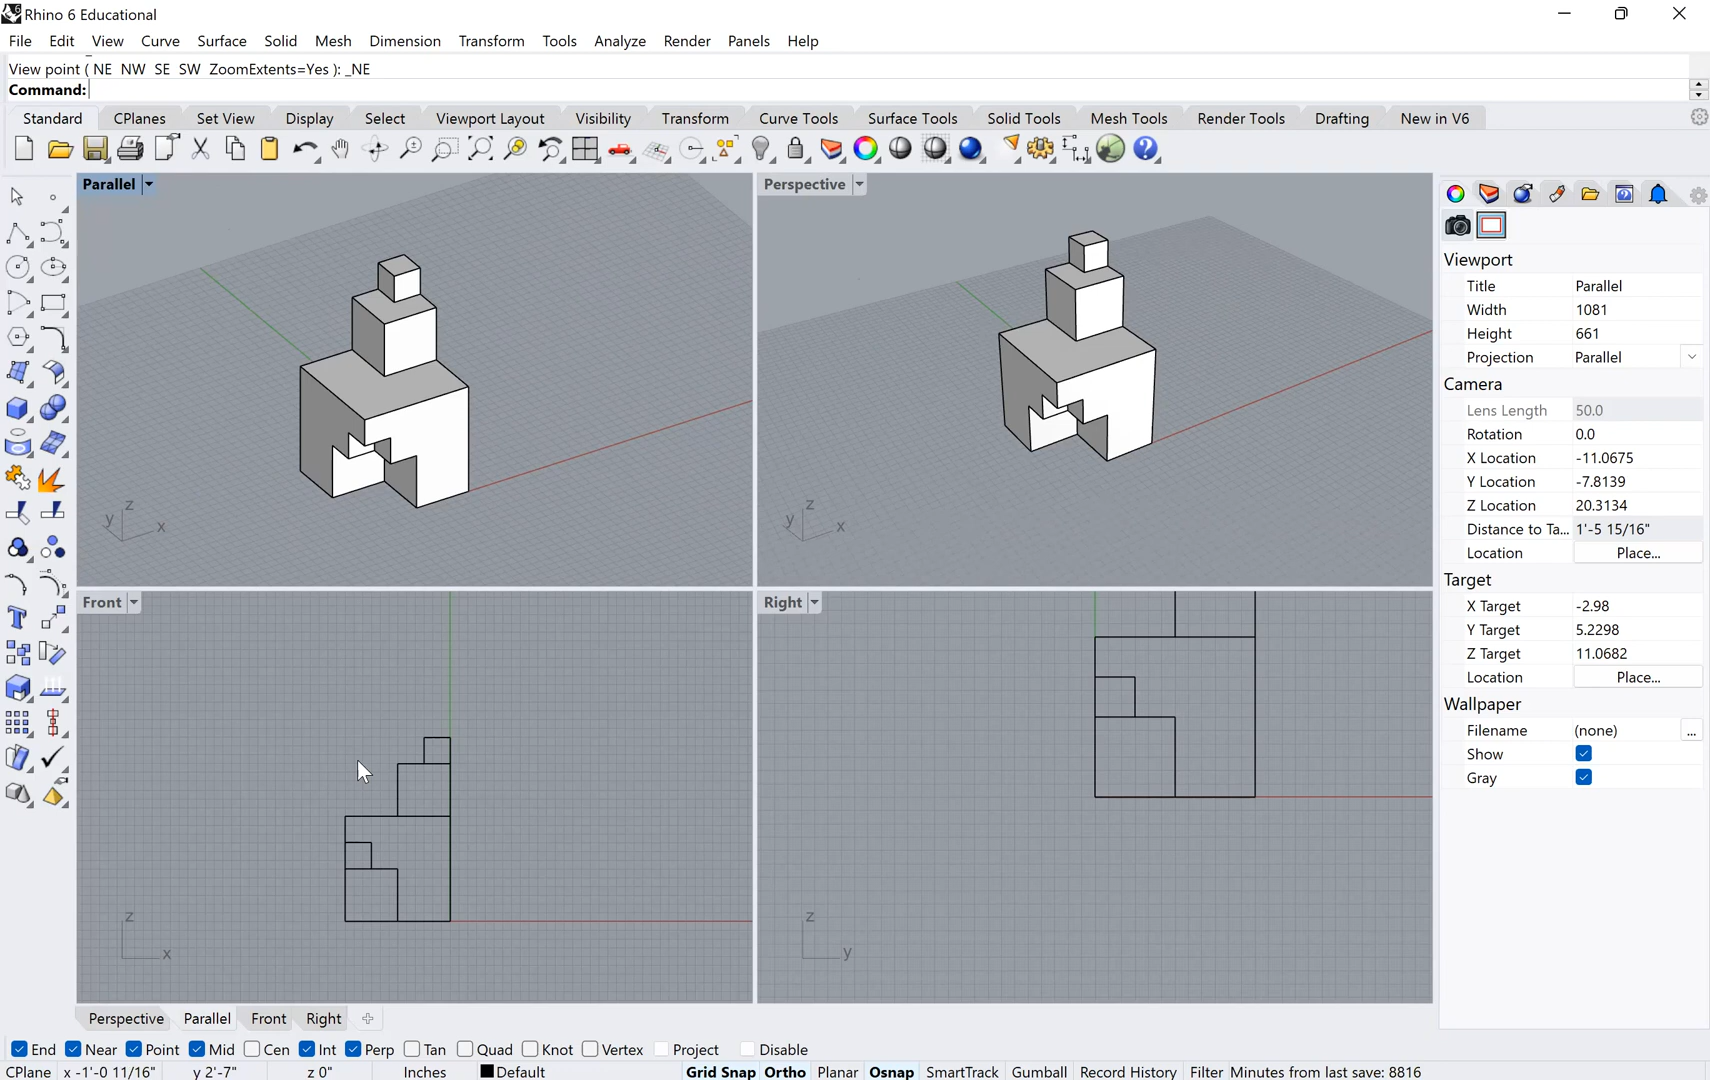 Rhino 6 Educational
File Edit View Curve Surface Solid Mesh Dimension Transform Tools Analyze Render Panels Help
View point ( NE NW SE SW ZoomExtents=Yes ): _NE
Command:
Standard CPlanes Set View Display Select Viewport Layout Visibility Transform Curve Tools Surface Tools Solid Tools Mesh Tools Render Tools Drafting New in V6
Parallel
Perspective
Viewport
Title Parallel
Width 1081
Height 661
Projection Parallel
Camera
Lens Length 50.0
Rotation 0.0
X Location -11.0675
Y Location -7.8139
Z Location 20.3134
Distance to Ta... 1'-5 15/16"
Location Place...
Target
X Target -2.98
Y Target 5.2298
Z Target 11.0682
Location Place...
Wallpaper
Filename (none) ...
Show
Gray
z
y x
z
y x
Front
Right
z
x
z
y
Perspective Parallel Front Right
End Near Point Mid Cen Int Perp Tan Quad Knot Vertex Project Disable
CPlane x -1'-0 11/16" y 2'-7" z 0" Inches Default Grid Snap Ortho Planar Osnap SmartTrack Gumball Record History Filter Minutes from last save: 8816